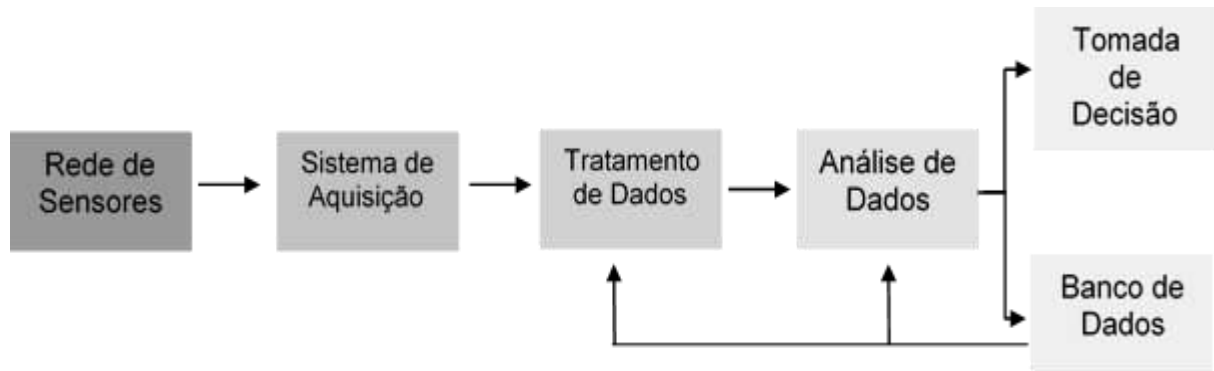 Rede de
Sensores
Sistema de
Aquisição
Tratamento
de Dados
Análise de
Dados
Tomada
de
Decisão
Banco de
Dados